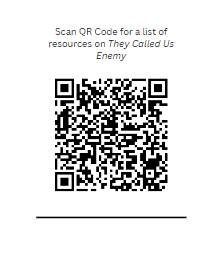 Scan QR Code for a list of
resources on They Called Us
Enemy